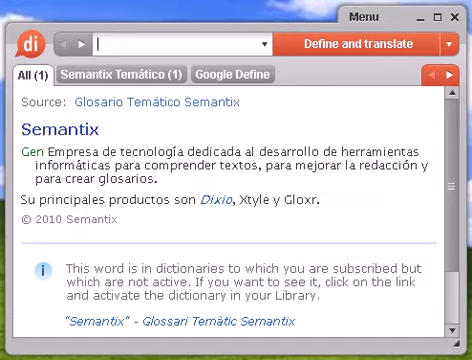 Menu
di
Define and translate
All (1) Semantix Temático (1) Google Define
Source: Glosario Temático Semantix
Semantix
Gen Empresa de tecnología dedicada al desarrollo de herramientas
informáticas para comprender textos, para mejorar la redacción y
para crear glosarios.
Su principales productos son Dixio, Xtyle y Gloxr.
© 2010 Semantix
i
This word is in dictionaries to which you are subscribed but
which are not active. If you want to see it, click on the link
and activate the dictionary in your Library.
"Semantix" - Glossari Temàtic Semantix